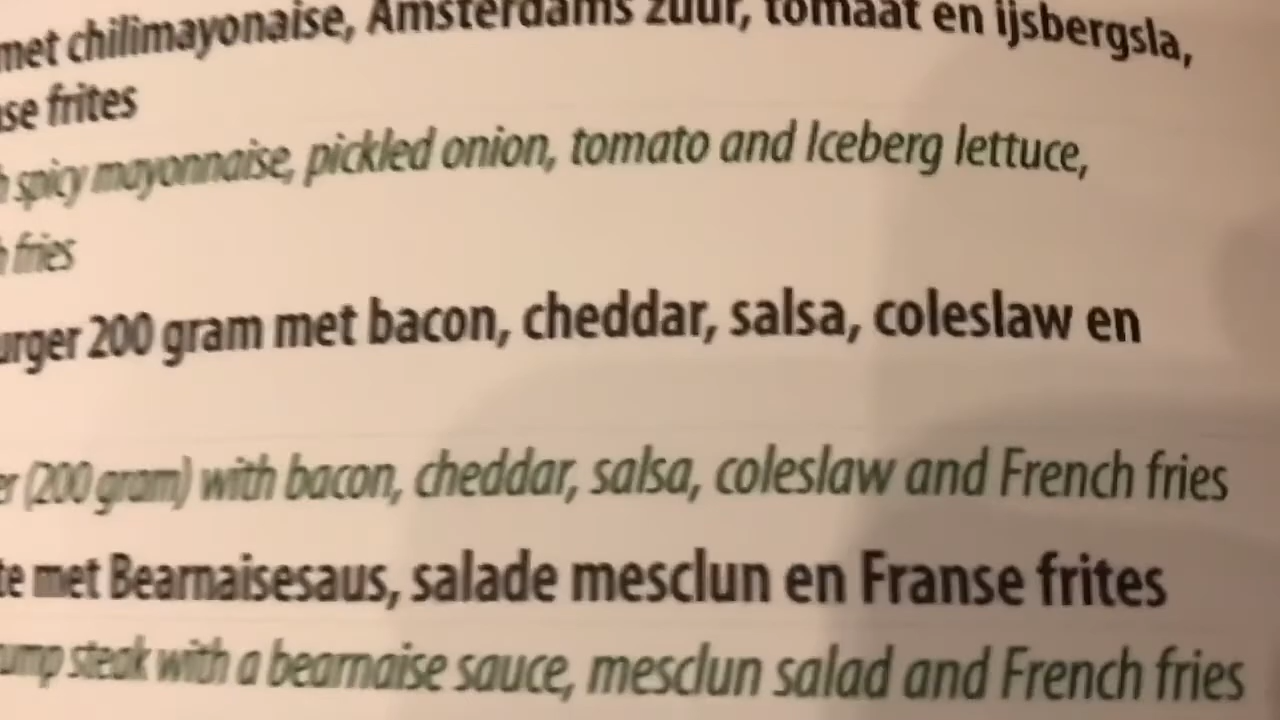 met chilimayonaise, Amsterdams zuur, tomaat en ijsbergsla,
frites
spicy mayonnaise, pickled onion, tomato and Iceberg lettuce,
fries
200 gram met bacon, cheddar, salsa, coleslaw en
(200 gram) with bacon, cheddar, salsa, coleslaw and French fries
met Bearnaisesaus, salade mesclun en Franse frites
steak with a bearnaise sauce, mesclun salad and French fries